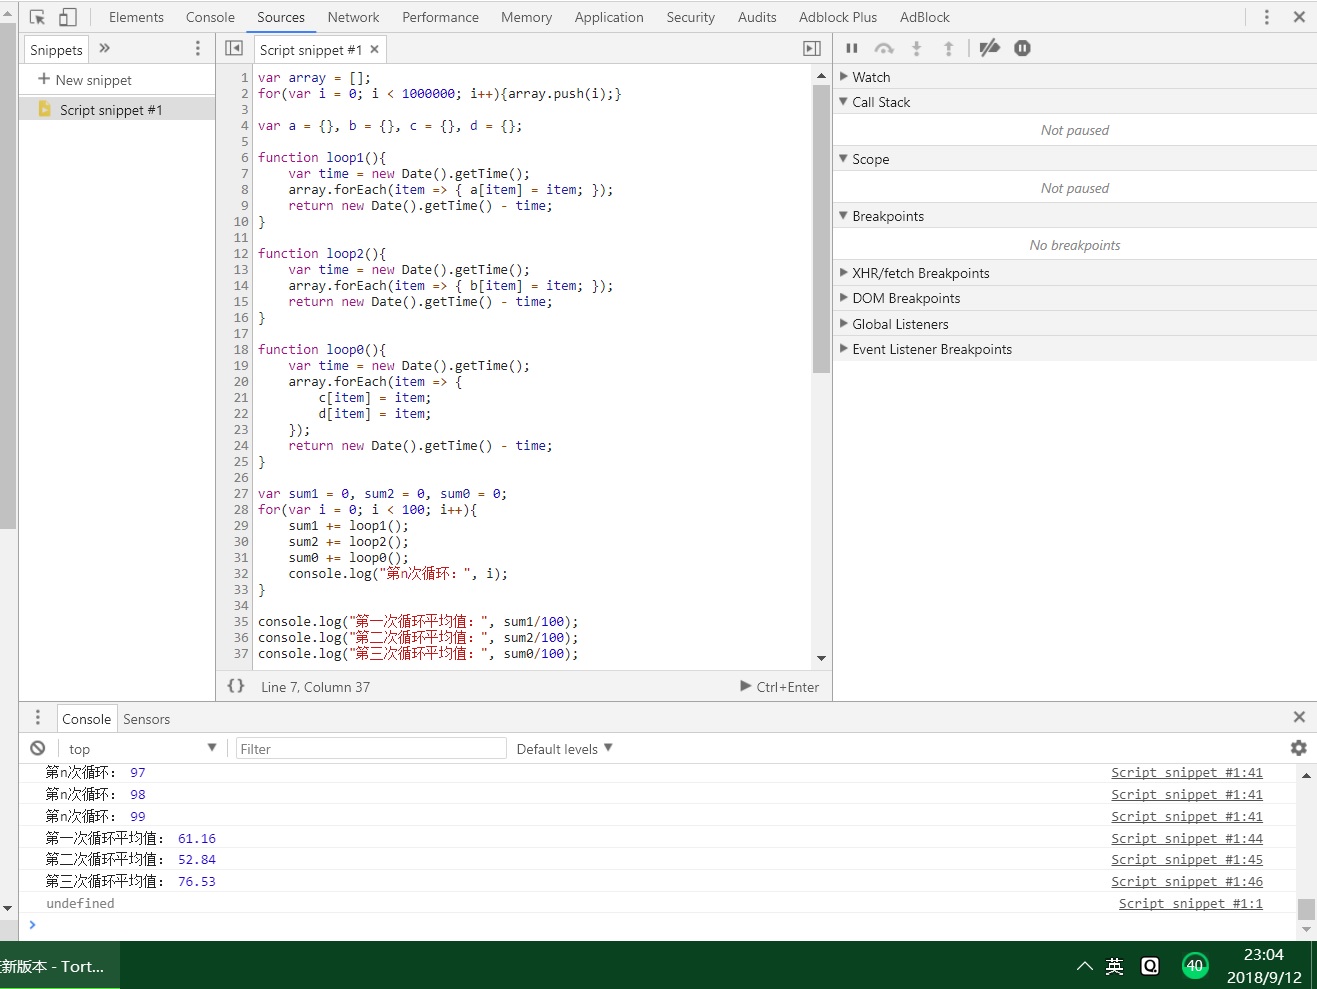 Elements Console Sources Network Performance Memory Application Security Audits Adblock Plus AdBlock
Snippets »
New snippet
Script snippet #1
Script snippet #1 ×
1 var array = [];
2 for(var i = 0; i < 1000000; i++){array.push(i);}
3
4 var a = {}, b = {}, c = {}, d = {};
5
6 function loop1(){
7     var time = new Date().getTime();
8     array.forEach(item => { a[item] = item; });
9     return new Date().getTime() - time;
10 }
11
12 function loop2(){
13     var time = new Date().getTime();
14     array.forEach(item => { b[item] = item; });
15     return new Date().getTime() - time;
16 }
17
18 function loop0(){
19     var time = new Date().getTime();
20     array.forEach(item => {
21         c[item] = item;
22         d[item] = item;
23     });
24     return new Date().getTime() - time;
25 }
26
27 var sum1 = 0, sum2 = 0, sum0 = 0;
28 for(var i = 0; i < 100; i++){
29     sum1 += loop1();
30     sum2 += loop2();
31     sum0 += loop0();
32     console.log("第n次循环：", i);
33 }
34
35 console.log("第一次循环平均值：", sum1/100);
36 console.log("第二次循环平均值：", sum2/100);
37 console.log("第三次循环平均值：", sum0/100);
{} Line 7, Column 37 Ctrl+Enter
Watch
Call Stack
Not paused
Scope
Not paused
Breakpoints
No breakpoints
XHR/fetch Breakpoints
DOM Breakpoints
Global Listeners
Event Listener Breakpoints
Console Sensors
top Filter Default levels
第n次循环： 97 Script snippet #1:41
第n次循环： 98 Script snippet #1:41
第n次循环： 99 Script snippet #1:41
第一次循环平均值： 61.16 Script snippet #1:44
第二次循环平均值： 52.84 Script snippet #1:45
第三次循环平均值： 76.53 Script snippet #1:46
undefined Script snippet #1:1
新版本 - Tort...
英 40 23:04
2018/9/12